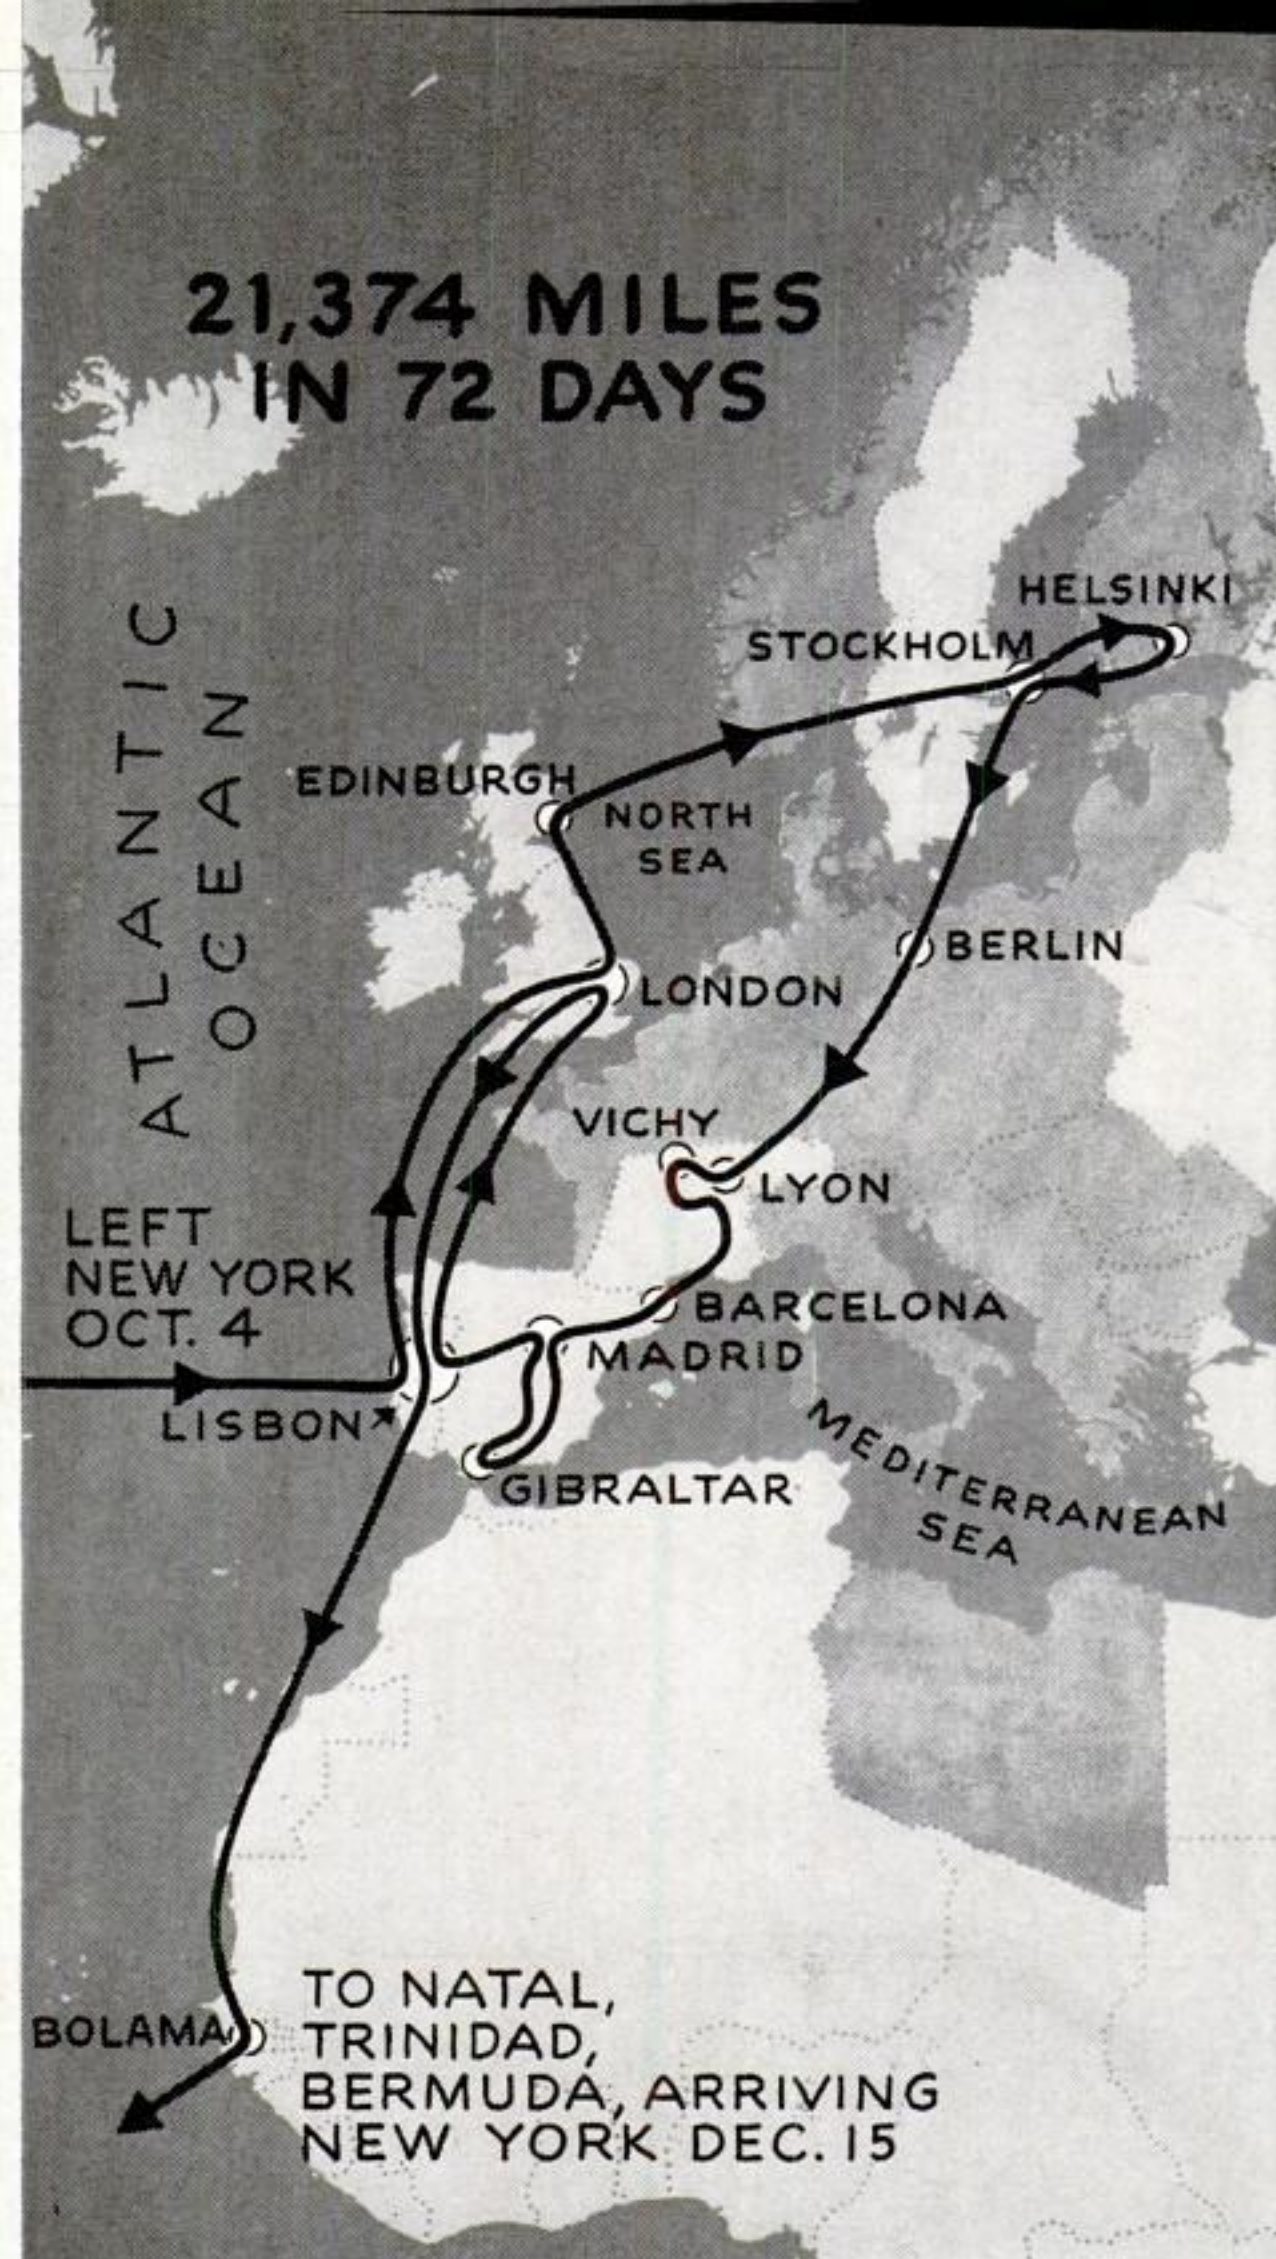 21,374 MILES
IN 72 DAYS
ATLANTIC
OCEAN
HELSINKI
STOCKHOLM
EDINBURGH
NORTH
SEA
BERLIN
LONDON
VICHY
LYON
LEFT
NEW YORK
OCT. 4
BARCELONA
MADRID
LISBON
GIBRALTAR
MEDITERRANEAN
SEA
BOLAMA
TO NATAL,
TRINIDAD,
BERMUDA, ARRIVING
NEW YORK DEC. 15